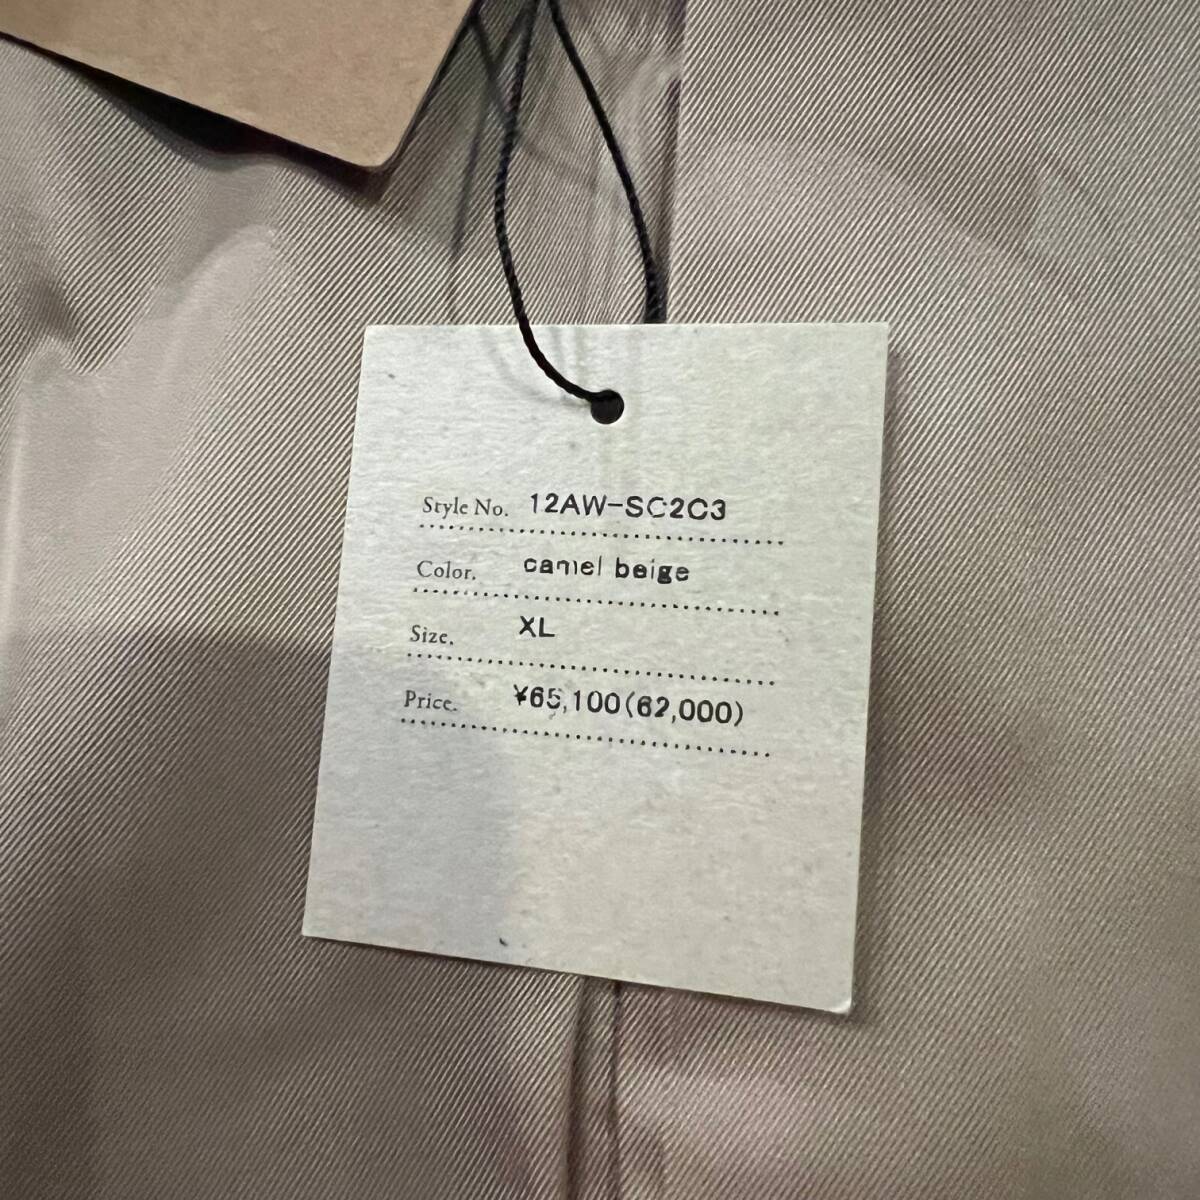 Style No. 12AW-SC2C3
Color. camel beige
Size. XL
Price. ¥65,100(62,000)